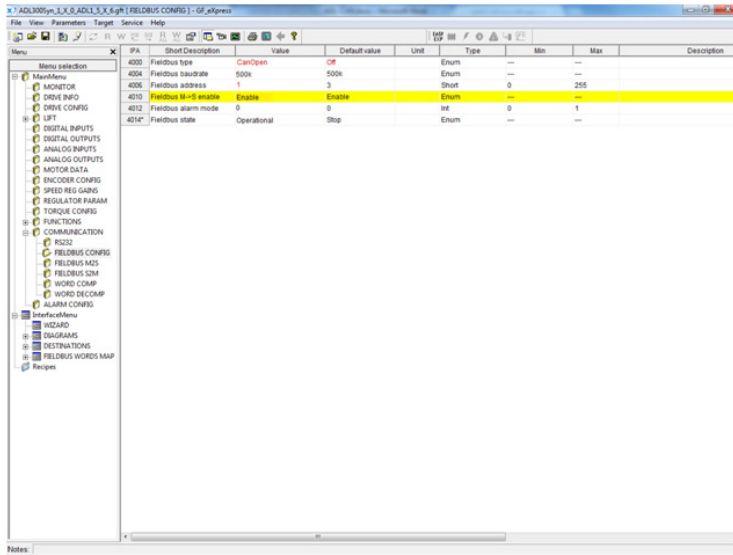 ADL300Syn_1_X_0_ADL1_5_X_6.gft [ FIELDBUS CONFIG ] - GF_eXpress
File View Parameters Target Service Help
Menu
Menu selection
MainMenu
MONITOR
DRIVE INFO
DRIVE CONFIG
LIFT
DIGITAL INPUTS
DIGITAL OUTPUTS
ANALOG INPUTS
ANALOG OUTPUTS
MOTOR DATA
ENCODER CONFIG
SPEED REG GAINS
REGULATOR PARAM
TORQUE CONFIG
FUNCTIONS
COMMUNICATION
RS232
FIELDBUS CONFIG
FIELDBUS M2S
FIELDBUS S2M
WORD COMP
WORD DECOMP
ALARM CONFIG
InterfaceMenu
WIZARD
DIAGRAMS
DESTINATIONS
FIELDBUS WORDS MAP
Recipes
IPA Short Description Value Default value Unit Type Min Max Description
4000 Fieldbus type CanOpen Off Enum --- ---
4004 Fieldbus baudrate 500k 500k Enum --- ---
4006 Fieldbus address 1 3 Short 0 255
4010 Fieldbus M->S enable Enable Enable Enum --- ---
4012 Fieldbus alarm mode 0 0 Int 0 1
4014* Fieldbus state Operational Stop Enum --- ---
Notes: